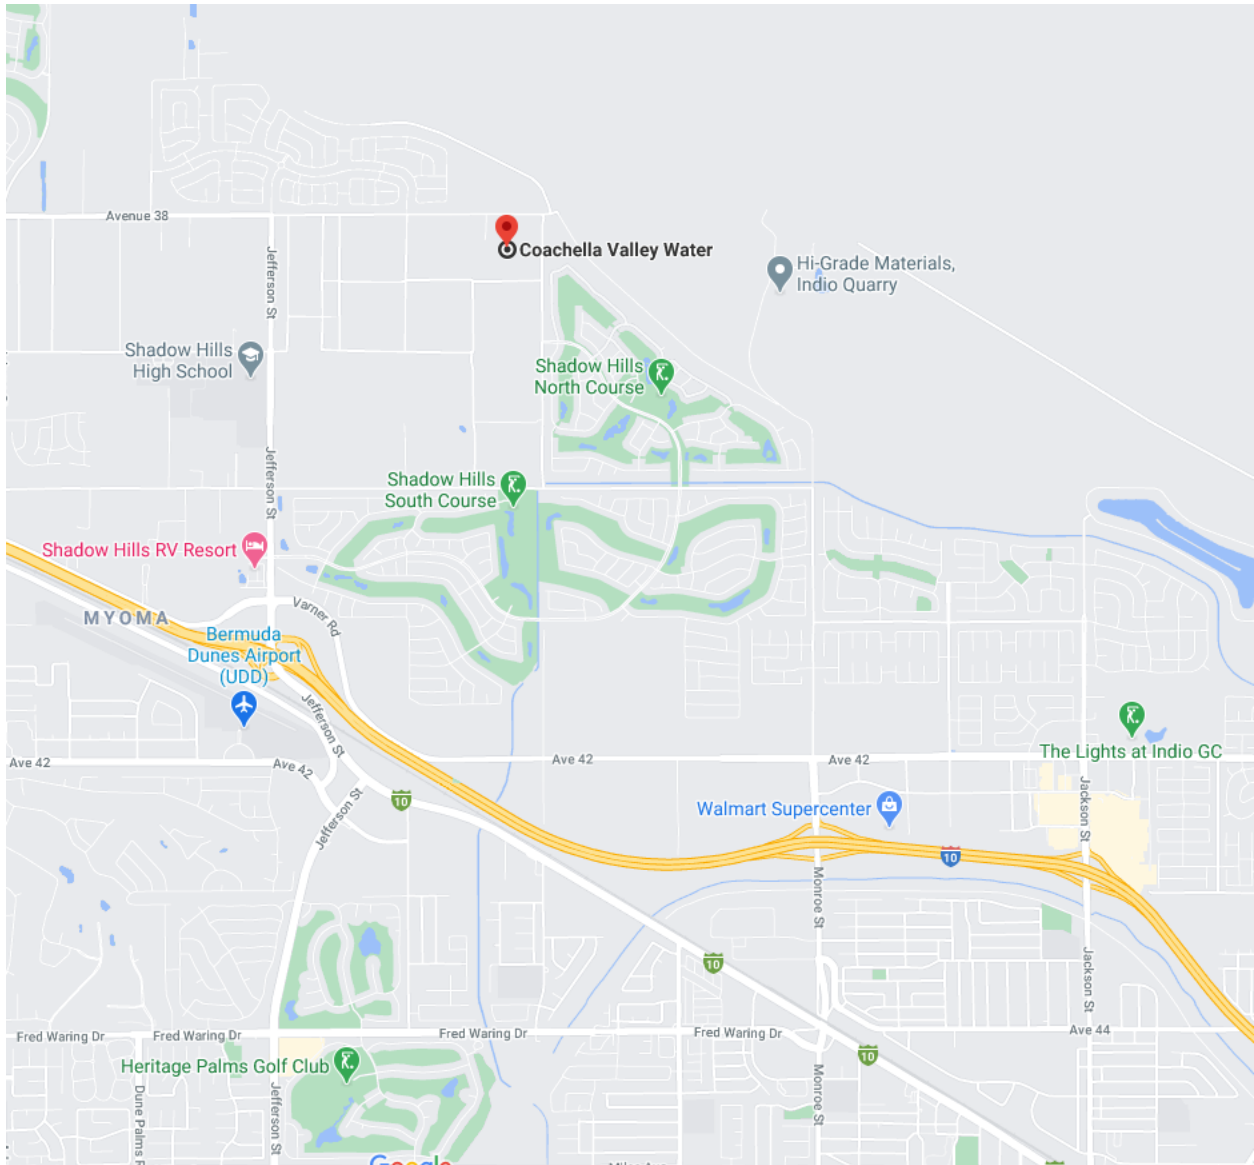 Avenue 38
Jefferson St
Coachella Valley Water
Hi-Grade Materials,
Indio Quarry
Shadow Hills
High School
Shadow Hills
North Course
Jefferson St
Shadow Hills
South Course
Shadow Hills RV Resort
Varner Rd
MYOMA
Bermuda
Dunes Airport
(UDD)
Jefferson St
Ave 42
Ave 42
Ave 42
Ave 42
The Lights at Indio GC
10
Jefferson St
Walmart Supercenter
Jackson St
10
Monroe St
10
Jackson St
Fred Waring Dr
Fred Waring Dr
Fred Waring Dr
Fred Waring Dr
Ave 44
10
Heritage Palms Golf Club
Dune Palms
Jefferson St
Monroe St
Google